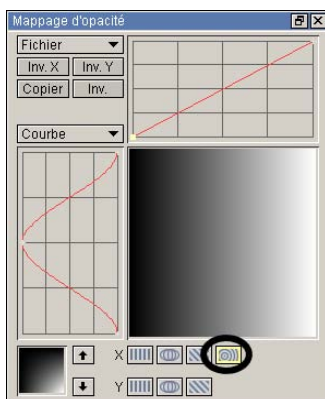 Mappage d'opacité
Fichier
Inv. X Inv. Y
Copier Inv.
Courbe
X
Y